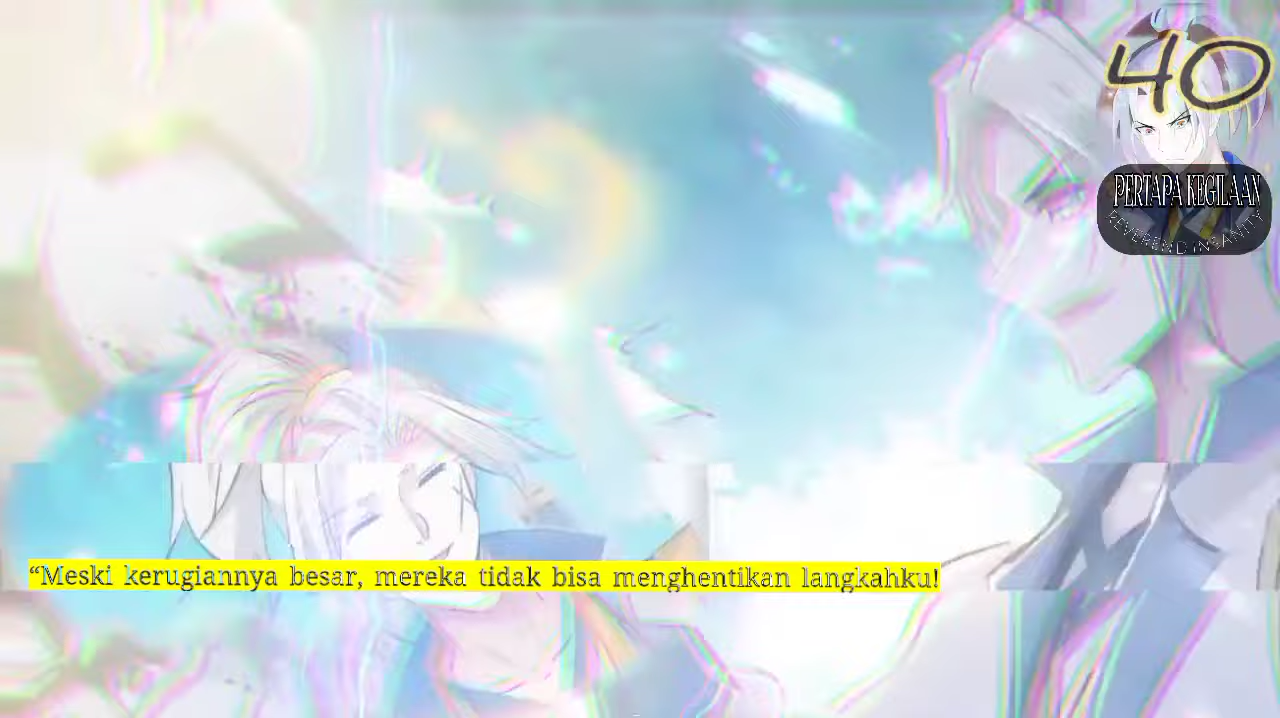 40
PERTAPA KEGILAAN
REVEREND INSANITY
“Meski kerugiannya besar, mereka tidak bisa menghentikan langkahku!